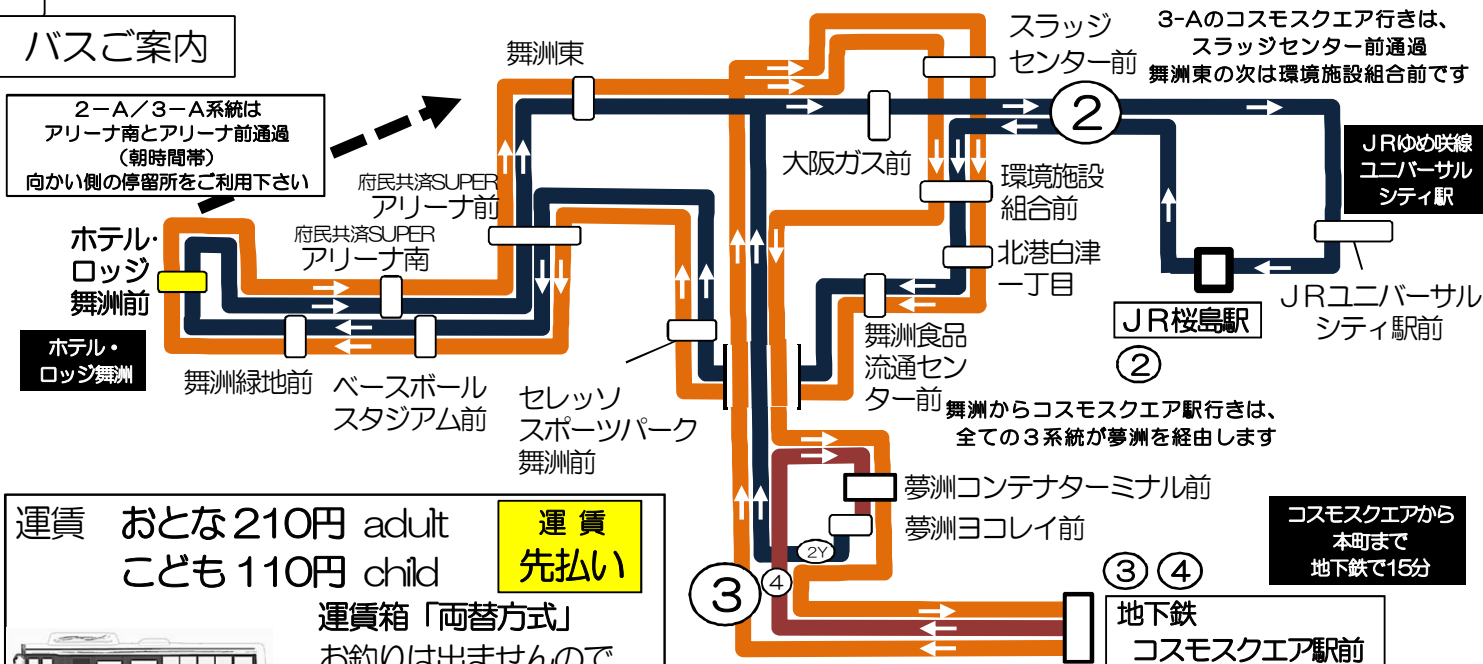 バスご案内
2－A／3－A系統は
アリーナ南とアリーナ前通過
（朝時間帯）
向かい側の停留所をご利用下さい
舞洲東
スラッジ
センター前
3-Aのコスモスクエア行きは、
スラッジセンター前通過
舞洲東の次は環境施設組合前です
②
大阪ガス前
JRゆめ咲線
ユニバーサル
シティ駅
府民共済SUPER
アリーナ前
環境施設
組合前
ホテル・
ロッジ
舞洲前
府民共済SUPER
アリーナ南
北港白津
一丁目
JR桜島駅
②
JRユニバーサル
シティ駅前
ホテル・
ロッジ舞洲
舞洲緑地前
ベースボール
スタジアム前
セレッソ
スポーツパーク
舞洲前
舞洲食品
流通セン
ター前
舞洲からコスモスクエア駅行きは、
全ての3系統が夢洲を経由します
夢洲コンテナターミナル前
夢洲ヨコレイ前
2Y
③
④
コスモスクエアから
本町まで
地下鉄で15分
③ ④
地下鉄
コスモスクエア駅前
運賃 おとな210円 adult
こども110円 child
運賃
先払い
運賃箱「両替方式」
お釣りは出ませんので